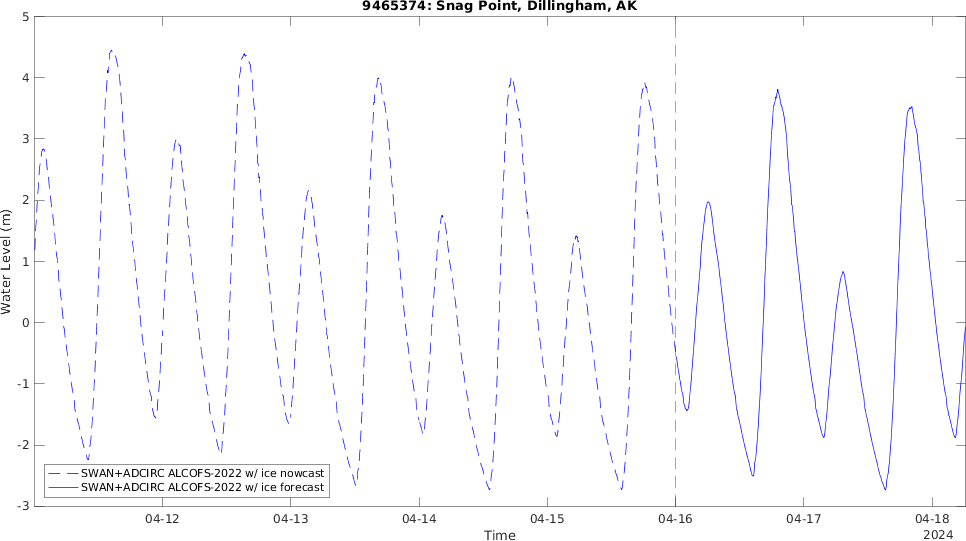 9465374: Snag Point, Dillingham, AK
5
4
3
2
1
0
-1
-2
-3
Water Level (m)
SWAN+ADCIRC ALCOFS-2022 w/ ice nowcast
SWAN+ADCIRC ALCOFS-2022 w/ ice forecast
04-12 04-13 04-14 04-15 04-16 04-17 04-18
Time
2024